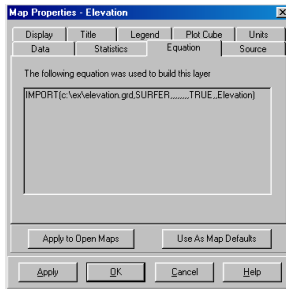 Map Properties - Elevation
Display Title Legend Plot Cube Units
Data Statistics Equation Source
The following equation was used to build this layer
IMPORT(c:\ex\elevation.grd,SURFER,,,,,,,,TRUE,,Elevation)
Apply to Open Maps Use As Map Defaults
Apply OK Cancel Help